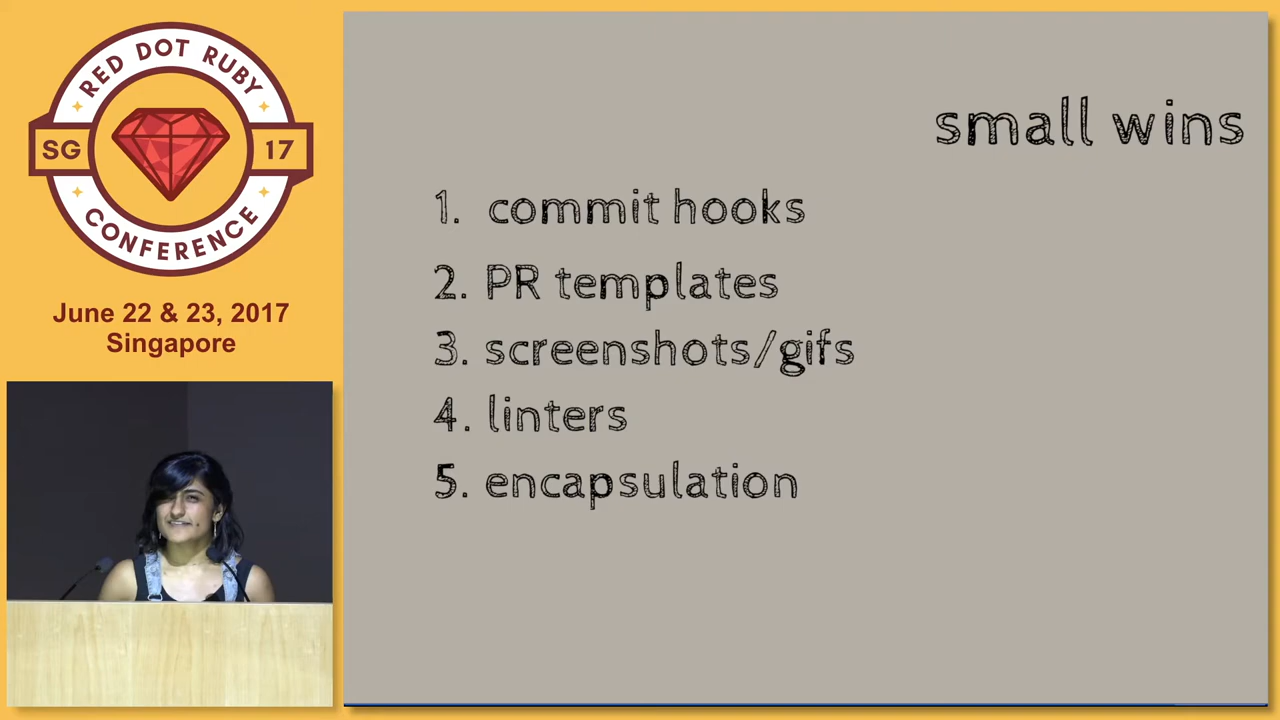 RED DOT RUBY
SG 17
CONFERENCE
June 22 & 23, 2017
Singapore
small wins
1. commit hooks
2. PR templates
3. screenshots/gifs
4. linters
5. encapsulation